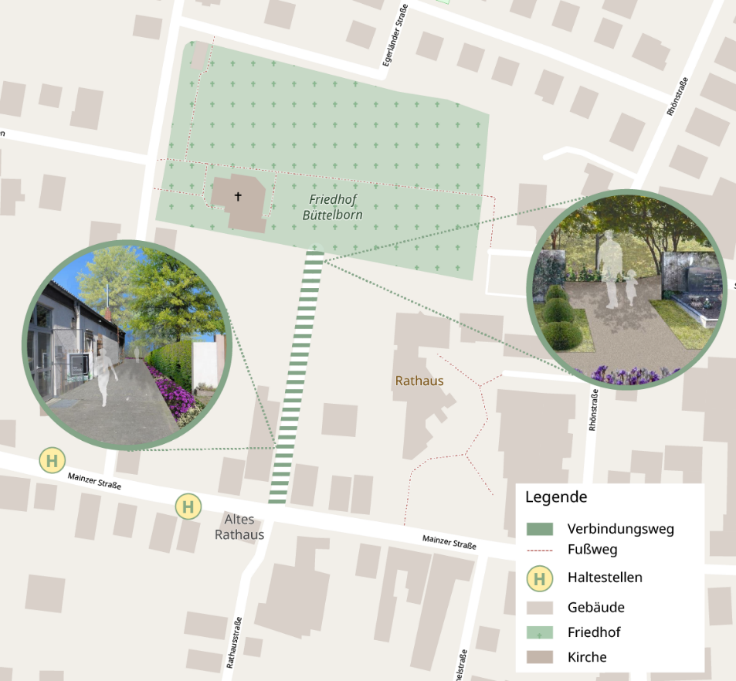 Egerländer Straße
Rhönstraße
n
Friedhof
Büttelborn
S
Rathaus
Rhönstraße
H
Mainzer Straße
H
Altes
Rathaus
Mainzer Straße
Rathausstraße
elstraße
Legende
Verbindungsweg
Fußweg
H
Haltestellen
Gebäude
Friedhof
Kirche